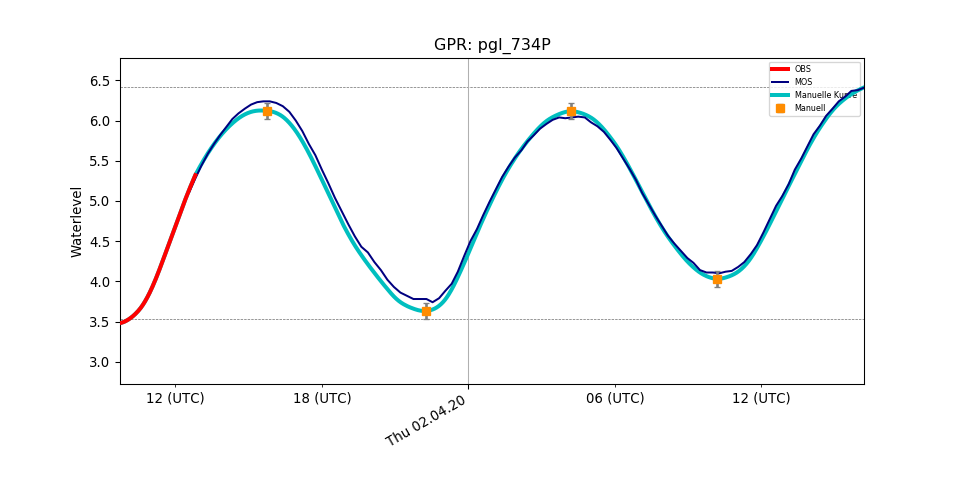 GPR: pgl_734P
OBS
MOS
Manuelle Kurve
Manuell
Waterlevel
6.5
6.0
5.5
5.0
4.5
4.0
3.5
3.0
12 (UTC)
18 (UTC)
Thu 02.04.20
06 (UTC)
12 (UTC)